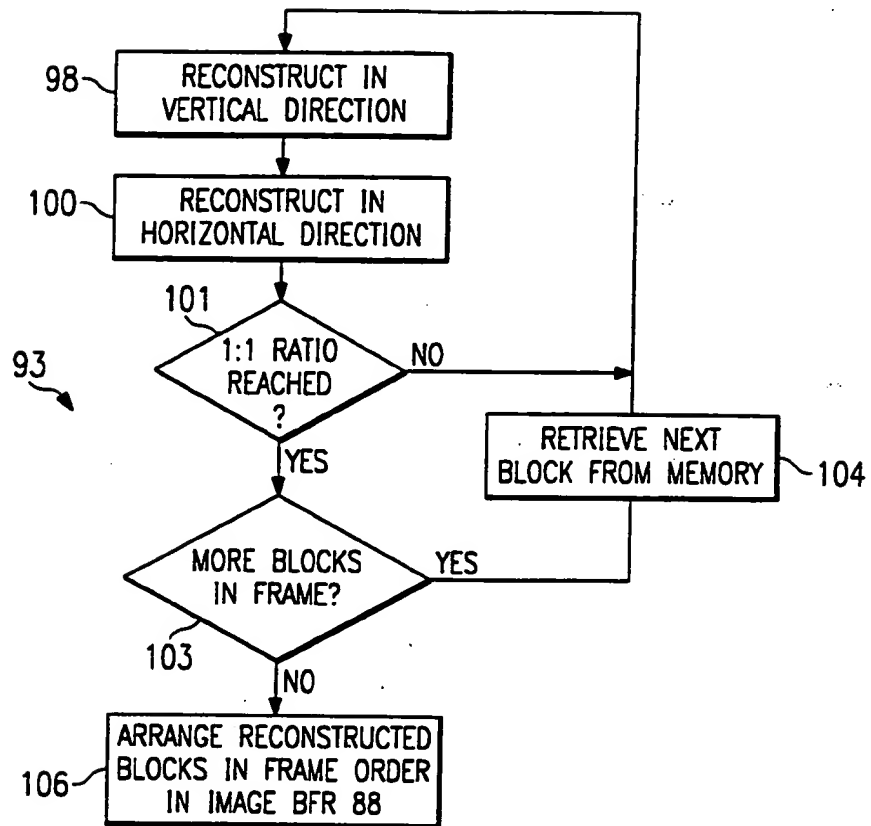 98
RECONSTRUCT IN
VERTICAL DIRECTION
100
RECONSTRUCT IN
HORIZONTAL DIRECTION
101
1:1 RATIO
REACHED
?
NO
93
YES
RETRIEVE NEXT
BLOCK FROM MEMORY
104
MORE BLOCKS
IN FRAME?
YES
103
NO
106
ARRANGE RECONSTRUCTED
BLOCKS IN FRAME ORDER
IN IMAGE BFR 88